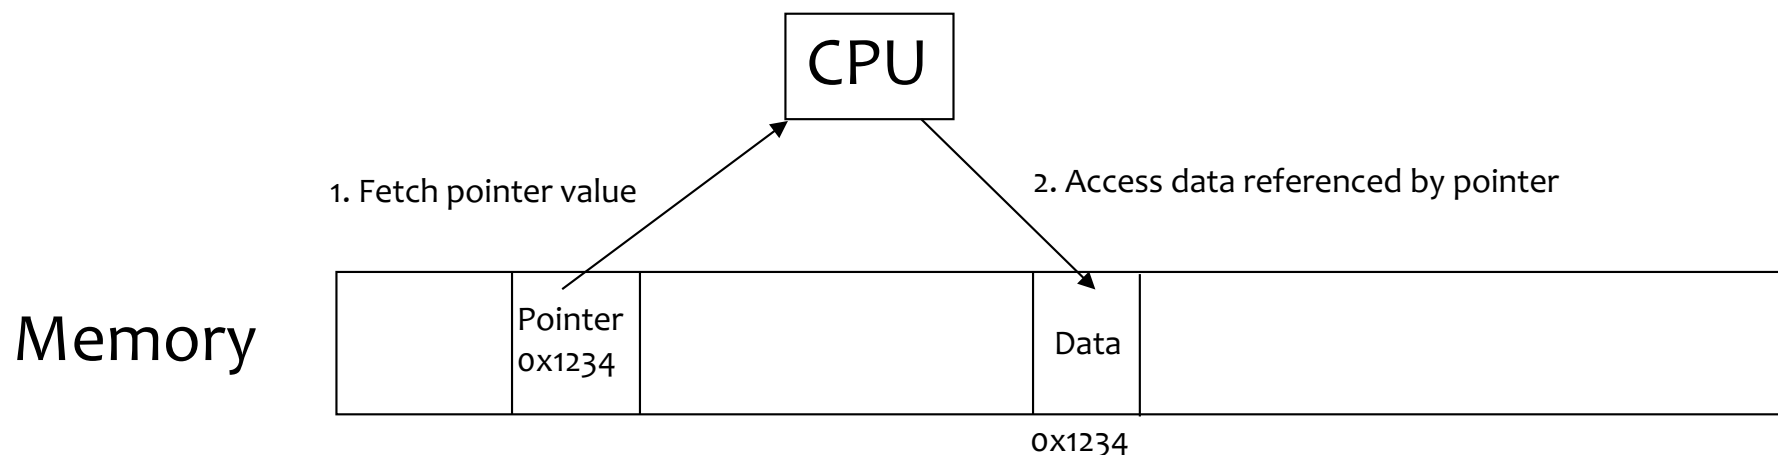 CPU
1. Fetch pointer value
2. Access data referenced by pointer
Memory
Pointer
0x1234
Data
0x1234